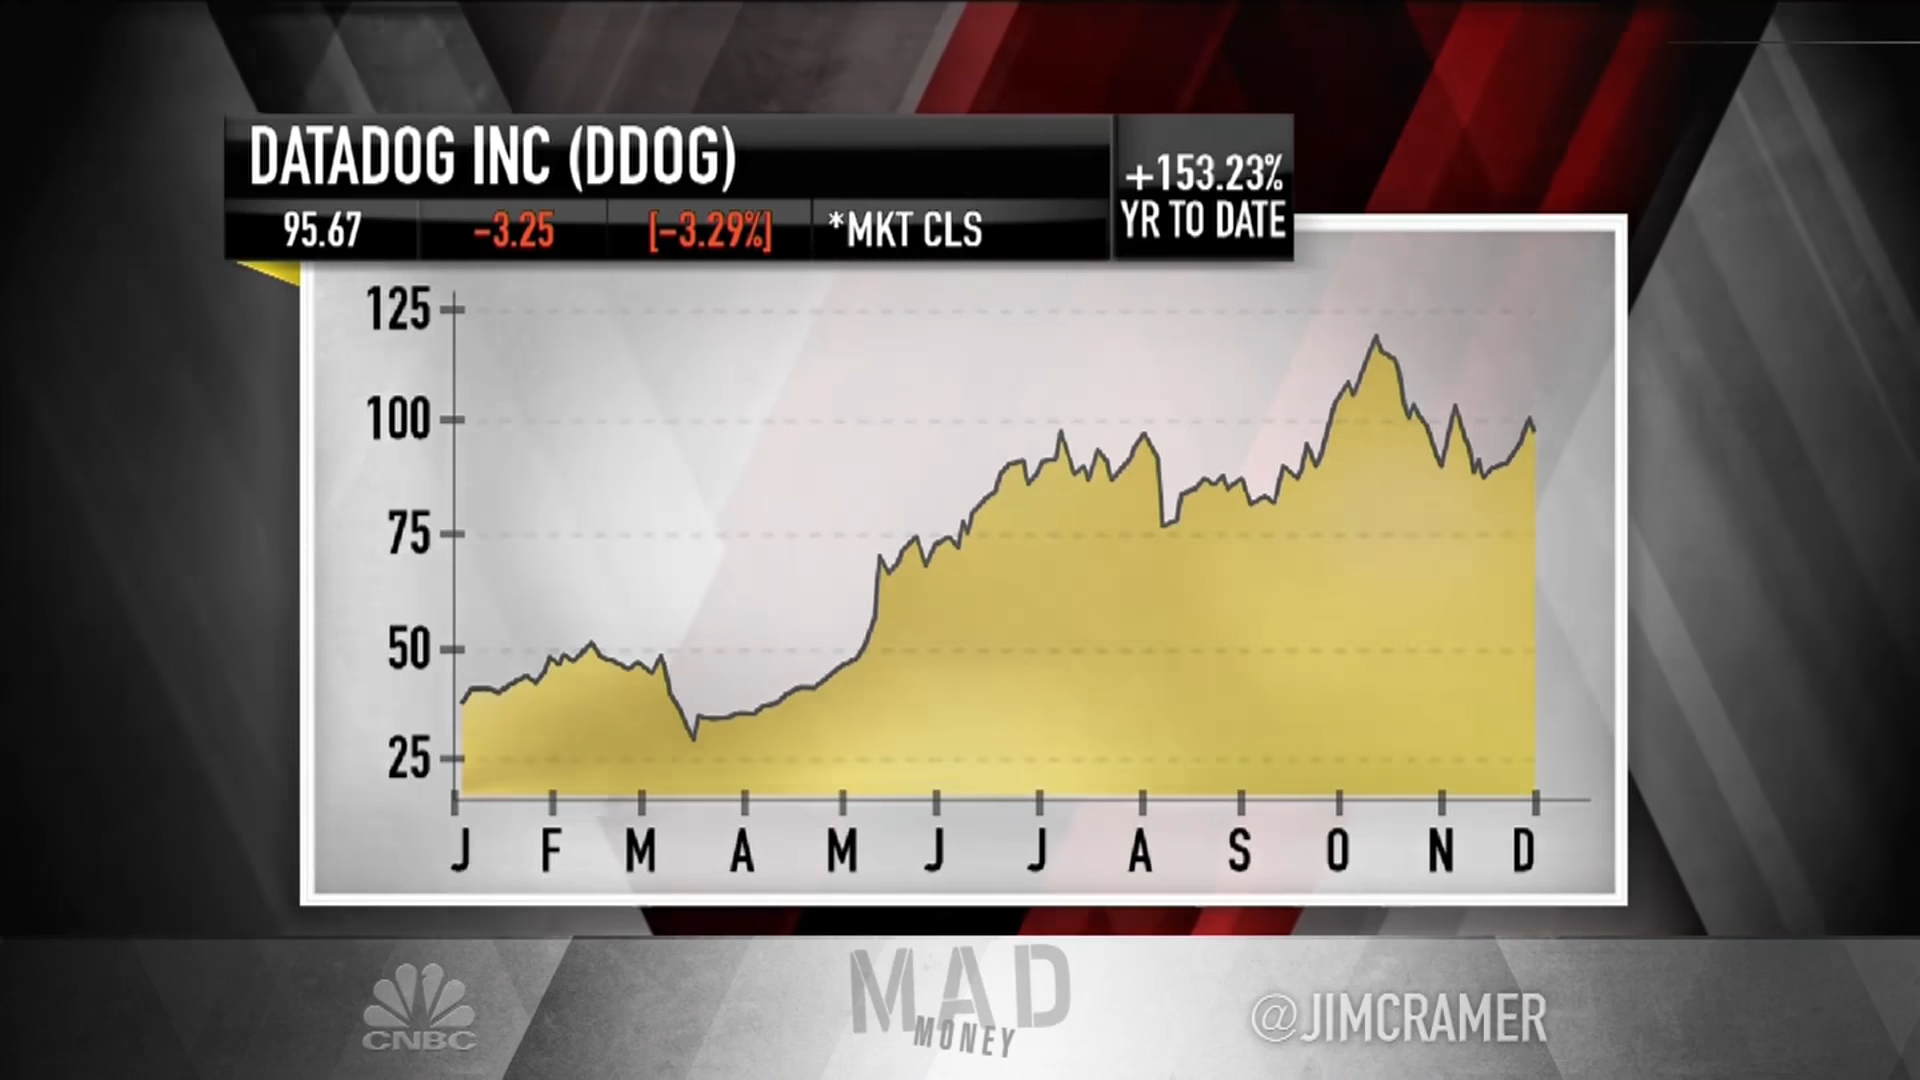 DATADOG INC (DDOG)
95.67 -3.25 [-3.29%] *MKT CLS
+153.23%
YR TO DATE
125
100
75
50
25
J F M A M J J A S O N D
CNBC
MAD
MONEY
@JIMCRAMER